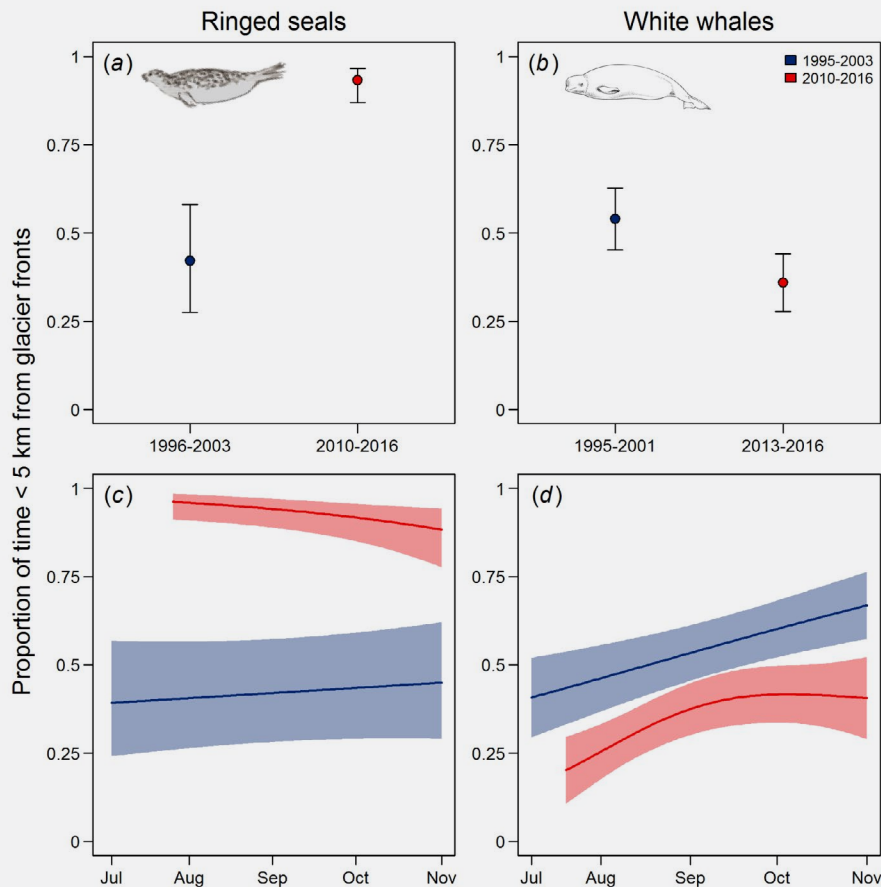 Ringed seals
White whales
Proportion of time < 5 km from glacier fronts
(a)
1
0.75
0.5
0.25
0
1996-2003
2010-2016
(b)
1995-2003
2010-2016
1
0.75
0.5
0.25
0
1995-2001
2013-2016
(c)
1
0.75
0.5
0.25
0
Jul
Aug
Sep
Oct
Nov
(d)
1
0.75
0.5
0.25
0
Jul
Aug
Sep
Oct
Nov